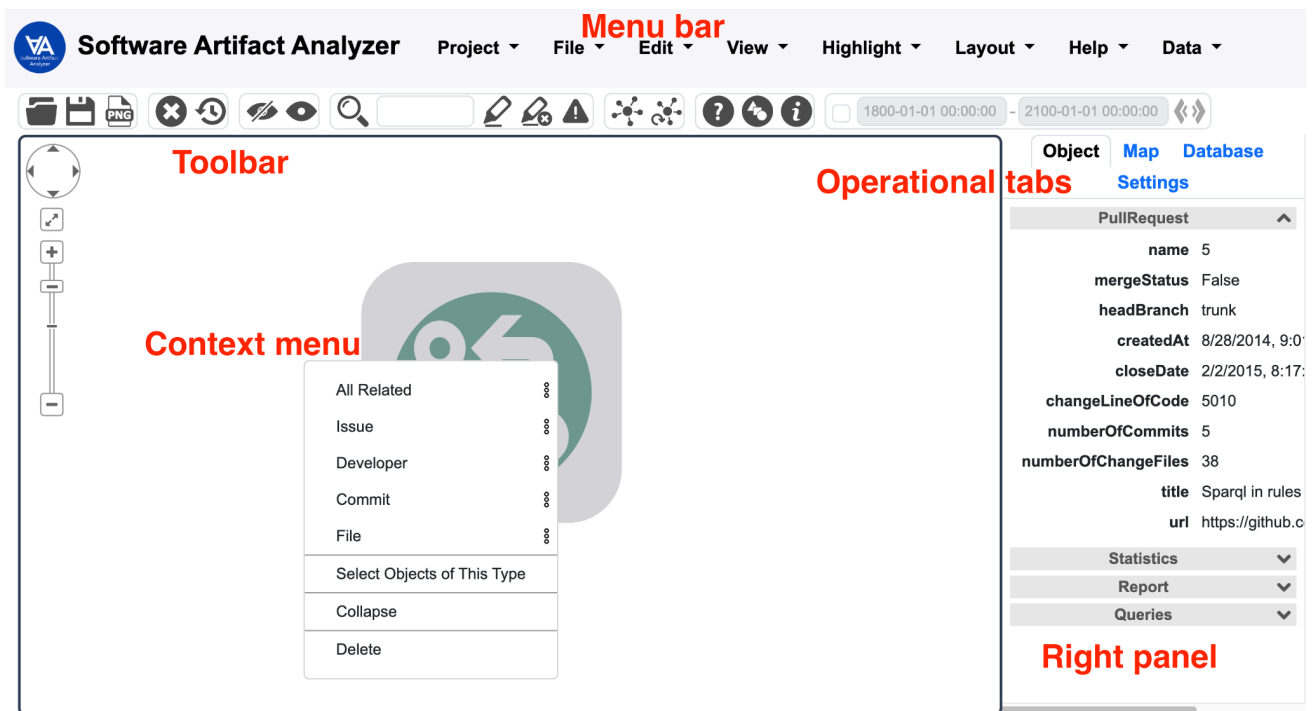 Menu bar
Software Artifact Analyzer Project File Edit View Highlight Layout Help Data
PNG 1800-01-01 00:00:00 - 2100-01-01 00:00:00
Toolbar
Operational tabs
Object Map Database
Settings
PullRequest
name 5
mergeStatus False
headBranch trunk
createdAt 8/28/2014, 9:0
closeDate 2/2/2015, 8:17:
changeLineOfCode 5010
numberOfCommits 5
numberOfChangeFiles 38
title Sparql in rules
url https://github.c
Statistics
Report
Queries
Right panel
Context menu
All Related
Issue
Developer
Commit
File
Select Objects of This Type
Collapse
Delete